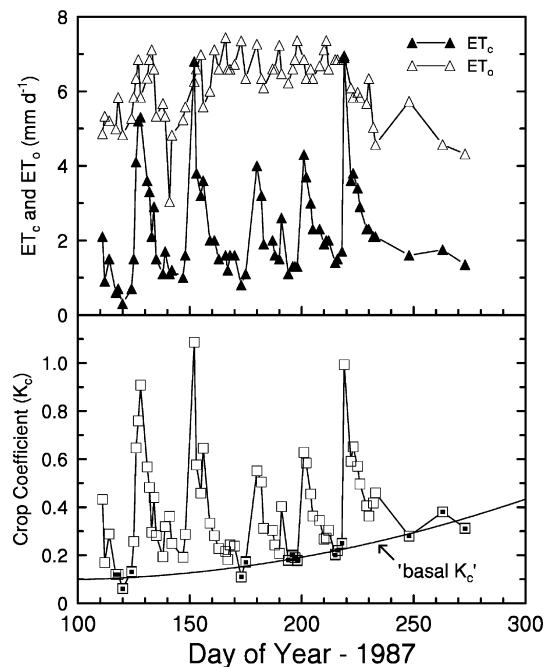 8
6
4
2
0
ET_c and ET_o (mm d⁻¹)
ET_c
ET_o
1.0
0.8
0.6
0.4
0.2
0
Crop Coefficient (K_c)
'basal K_c'
100 150 200 250 300
Day of Year - 1987